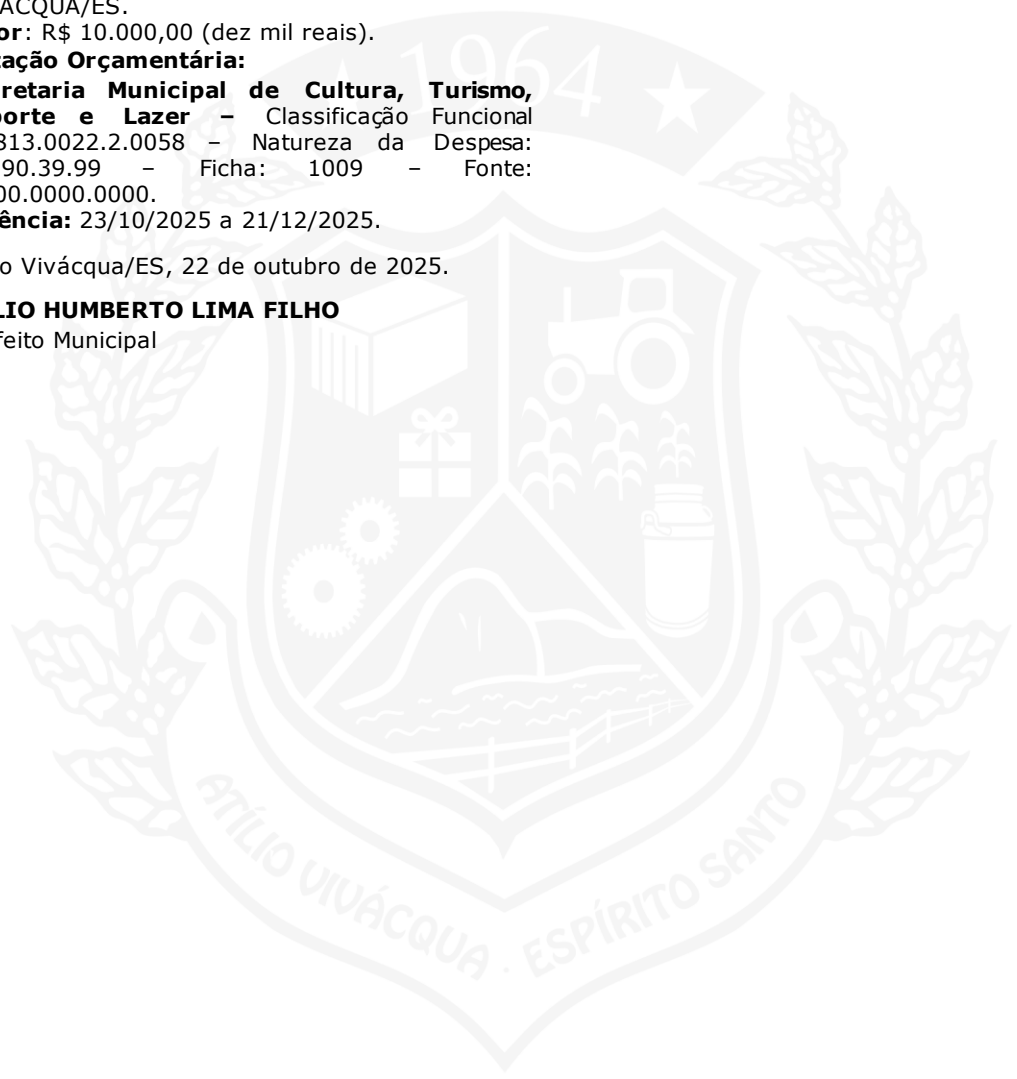 ACQUA/ES.
or: R$ 10.000,00 (dez mil reais).
tação Orçamentária:
retaria Municipal de Cultura, Turismo,
porte e Lazer – Classificação Funcional
813.0022.2.0058 – Natureza da Despesa:
90.39.99 – Ficha: 1009 – Fonte:
00.0000.0000.
ência: 23/10/2025 a 21/12/2025.
o Vivácqua/ES, 22 de outubro de 2025.
LIO HUMBERTO LIMA FILHO
feito Municipal
1964
ATÍLIO VIVÁCQUA . ESPÍRITO SANTO